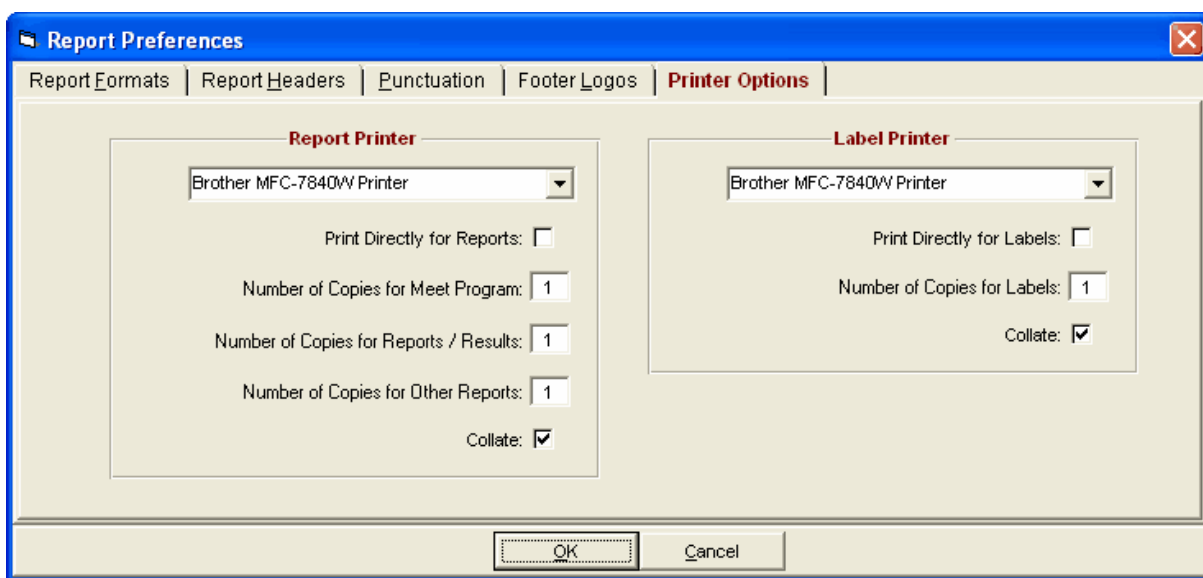 Report Preferences
Report Formats Report Headers Punctuation Footer Logos Printer Options
Report Printer
Brother MFC-7840W Printer
Print Directly for Reports:
Number of Copies for Meet Program: 1
Number of Copies for Reports / Results: 1
Number of Copies for Other Reports: 1
Collate:
Label Printer
Brother MFC-7840W Printer
Print Directly for Labels:
Number of Copies for Labels: 1
Collate:
OK Cancel